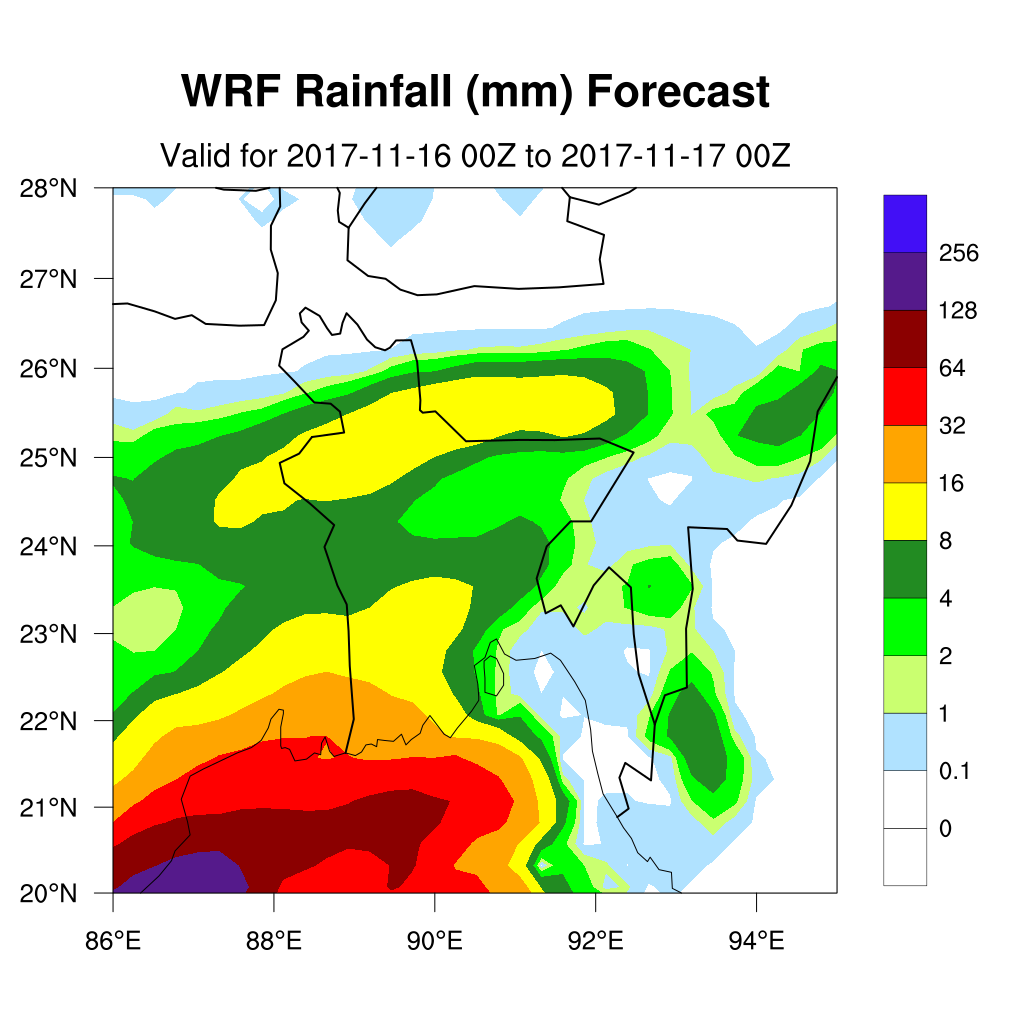 WRF Rainfall (mm) Forecast
Valid for 2017-11-16 00Z to 2017-11-17 00Z
28°N
27°N
26°N
25°N
24°N
23°N
22°N
21°N
20°N
86°E
88°E
90°E
92°E
94°E
256
128
64
32
16
8
4
2
1
0.1
0